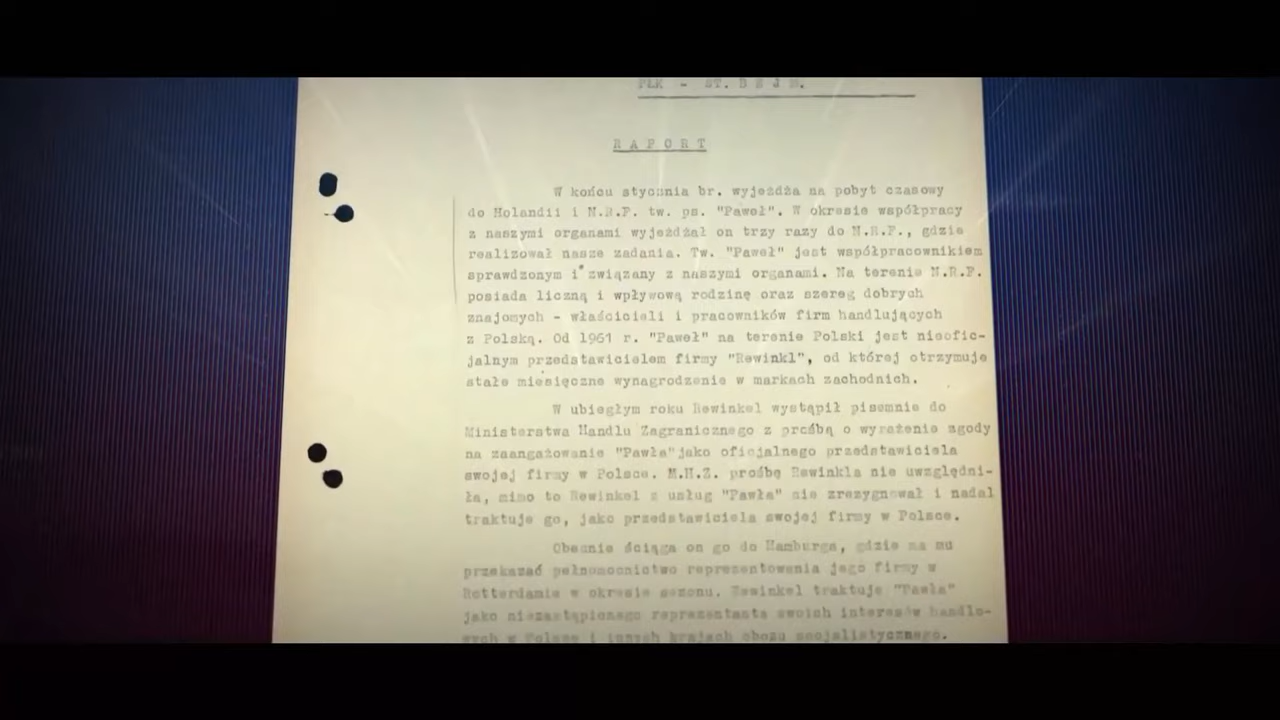 PŁK - ST. B E J M.
R A P O R T
W końcu stycznia br. wyjeżdża na pobyt czasowy
do Holandii i N.R.F. tw. ps. "Paweł". W okresie współpracy
z naszymi organami wyjeżdżał on trzy razy do N.R.F., gdzie
realizował nasze zadania. Tw. "Paweł" jest współpracownikiem
sprawdzonym i związany z naszymi organami. Na terenie N.R.F.
posiada liczną i wpływową rodzinę oraz szereg dobrych
znajomych - właścicieli i pracowników firm handlujących
z Polską. Od 1961 r. "Paweł" na terenie Polski jest nieofic-
jalnym przedstawicielem firmy "Rewinkl", od której otrzymuje
stałe miesięczne wynagrodzenie w markach zachodnich.
W ubiegłym roku Rewinkel wystąpił pisemnie do
Ministerstwa Handlu Zagranicznego z prośbą o wyrażenie zgody
na zaangażowanie "Pawła"jako oficjalnego przedstawiciela
swojej firmy w Polsce. M.H.Z. prośbę Rewinkla nie uwzględni-
ła, mimo to Rewinkel z usług "Pawła" nie zrezygnował i nadal
traktuje go, jako przedstawiciela swojej firmy w Polsce.
Obecnie ściąga on go do Hamburga, gdzie ma mu
przekazać pełnomocnictwo reprezentowania jego firmy w
Rotterdamie w okresie sezonu. Rewinkel traktuje "Pawła"
jako niezastąpionego reprezentanta swoich interesów handlo-
wych w Polsce i innych krajach obozu socjalistycznego.